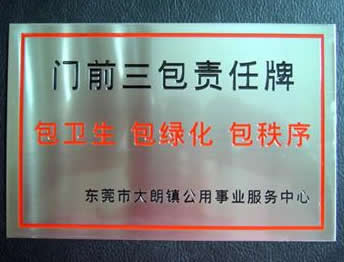 门前三包责任牌
包卫生 包绿化 包秩序
东莞市大朗镇公用事业服务中心